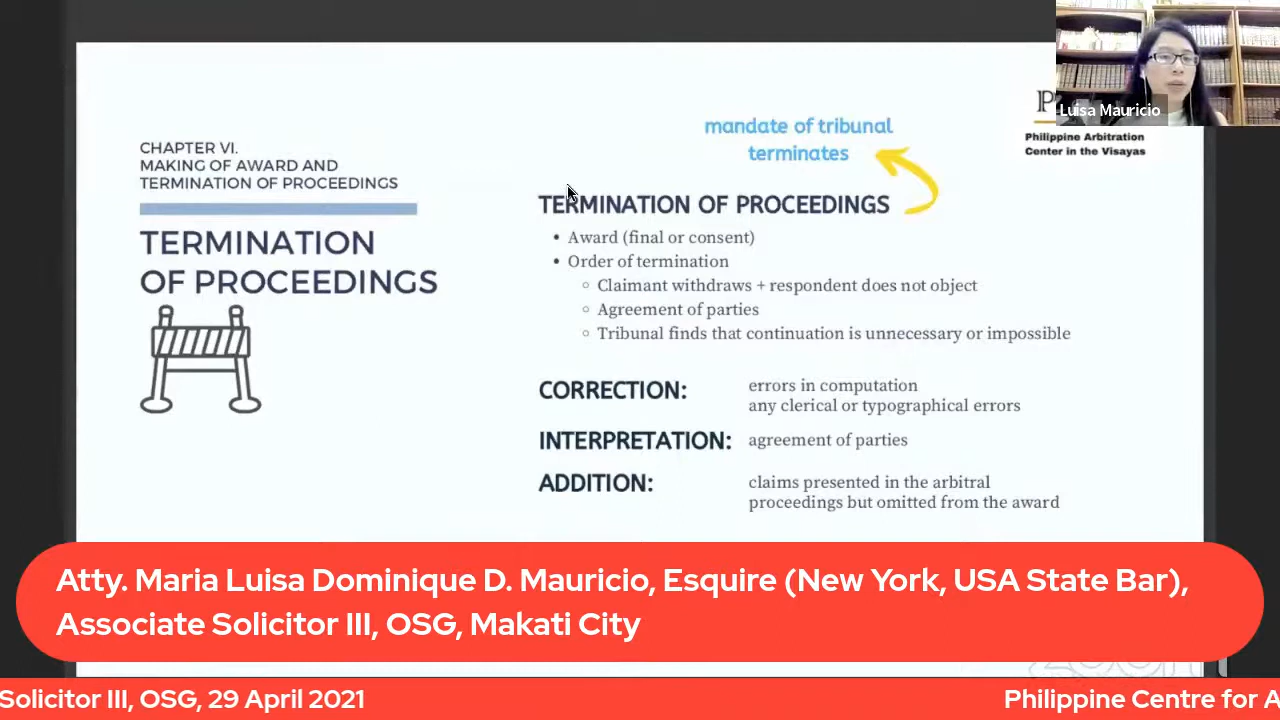 Luisa Mauricio
Philippine Arbitration
Center in the Visayas
CHAPTER VI.
MAKING OF AWARD AND
TERMINATION OF PROCEEDINGS
TERMINATION
OF PROCEEDINGS
mandate of tribunal
terminates
TERMINATION OF PROCEEDINGS
• Award (final or consent)
• Order of termination
◦ Claimant withdraws + respondent does not object
◦ Agreement of parties
◦ Tribunal finds that continuation is unnecessary or impossible
CORRECTION: errors in computation
any clerical or typographical errors
INTERPRETATION: agreement of parties
ADDITION: claims presented in the arbitral
proceedings but omitted from the award
Atty. Maria Luisa Dominique D. Mauricio, Esquire (New York, USA State Bar),
Associate Solicitor III, OSG, Makati City
zoom
Solicitor III, OSG, 29 April 2021 Philippine Centre for A